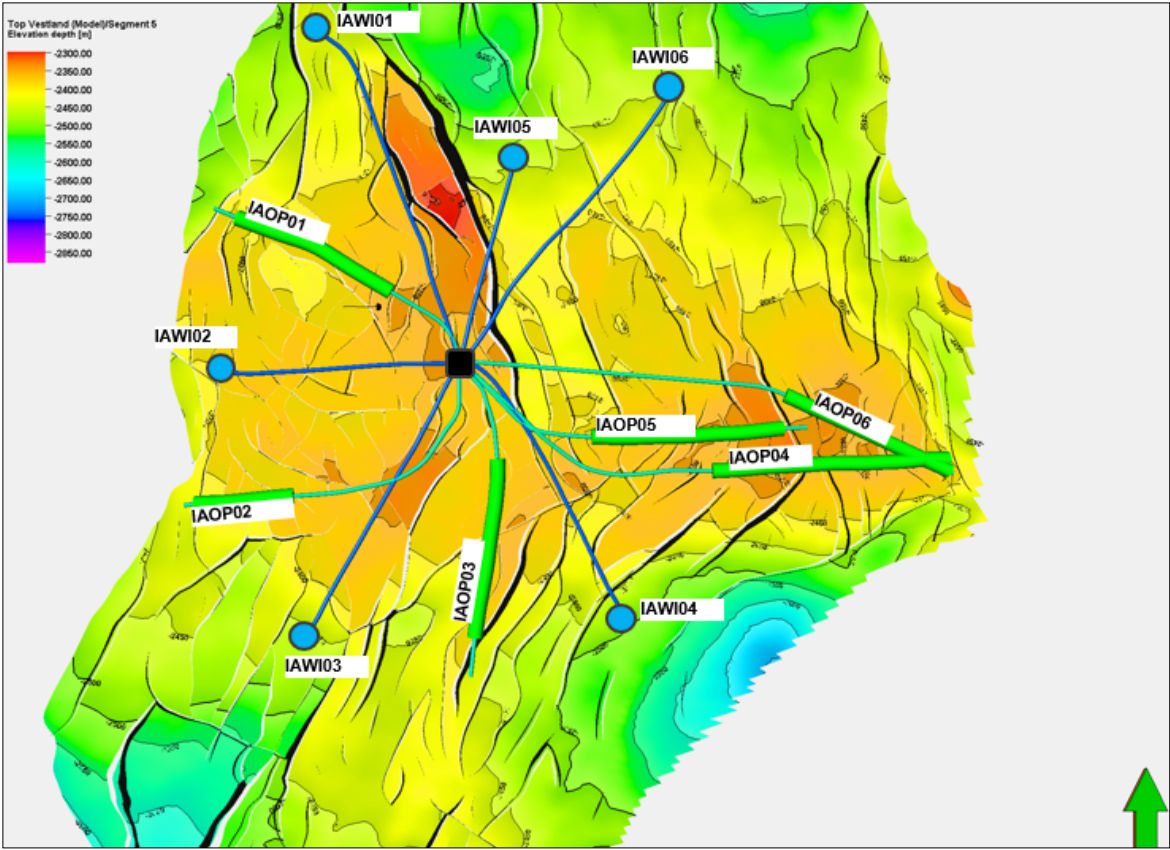 Top Vestland (Model)/Segment 5
Elevation depth [m]
-2300.00
-2350.00
-2400.00
-2450.00
-2500.00
-2550.00
-2600.00
-2650.00
-2700.00
-2750.00
-2800.00
-2850.00
IAWI01
IAWI06
IAWI05
IAOP01
IAWI02
IAOP06
IAOP05
IAOP04
IAOP02
IAOP03
IAWI04
IAWI03